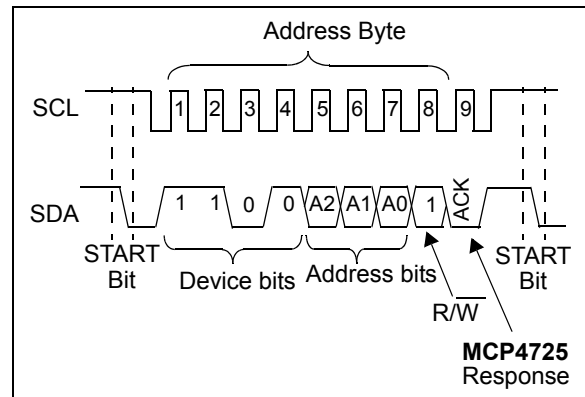 Address Byte
SCL 1 2 3 4 5 6 7 8 9
SDA 1 1 0 0 A2 A1 A0 1 ACK
START Bit
Device bits
Address bits
START Bit
R/W̅
MCP4725
Response